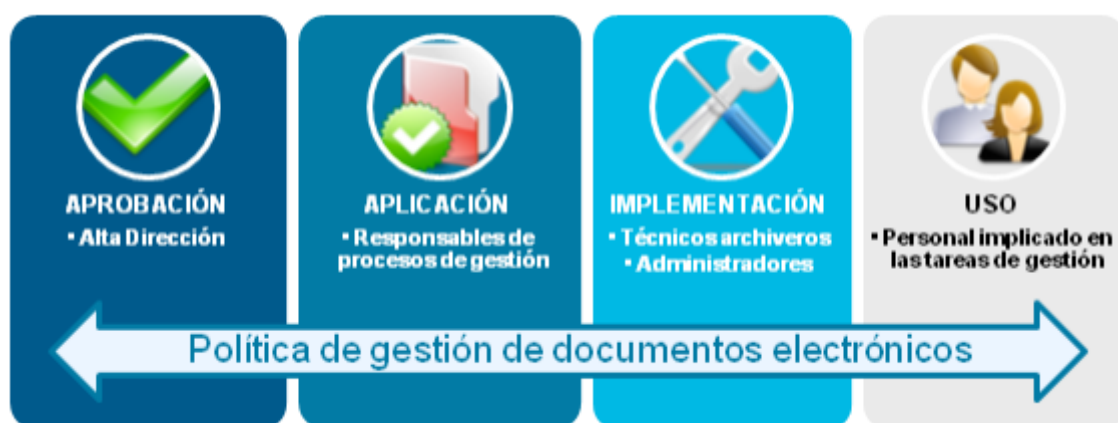 APROBACIÓN
▪ Alta Dirección
APLICACIÓN
▪ Responsables de
procesos de gestión
IMPLEMENTACIÓN
▪ Técnicos archiveros
▪ Administradores
USO
▪ Personal implicado en
las tareas de gestión
Política de gestión de documentos electrónicos